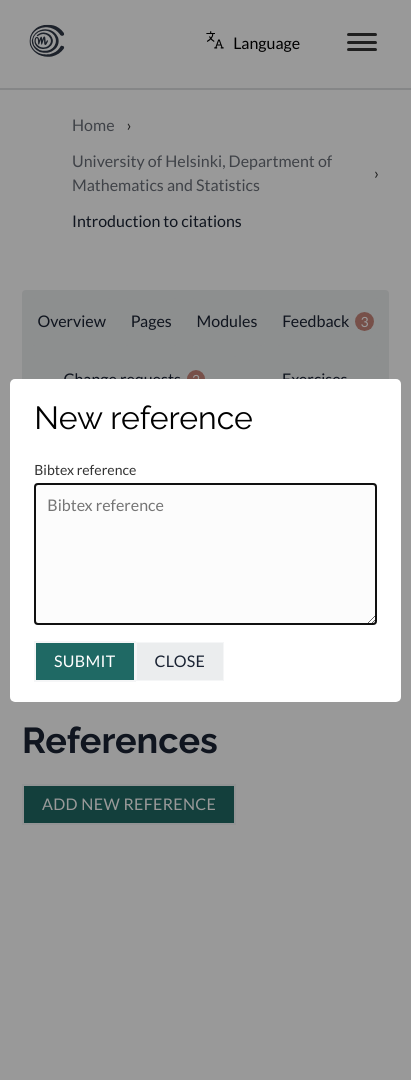 Language
Home ›
University of Helsinki, Department of
Mathematics and Statistics ›
Introduction to citations
Overview Pages Modules Feedback 3
Change requests 2 Exercises
New reference
Bibtex reference
Bibtex reference
SUBMIT CLOSE
References
ADD NEW REFERENCE